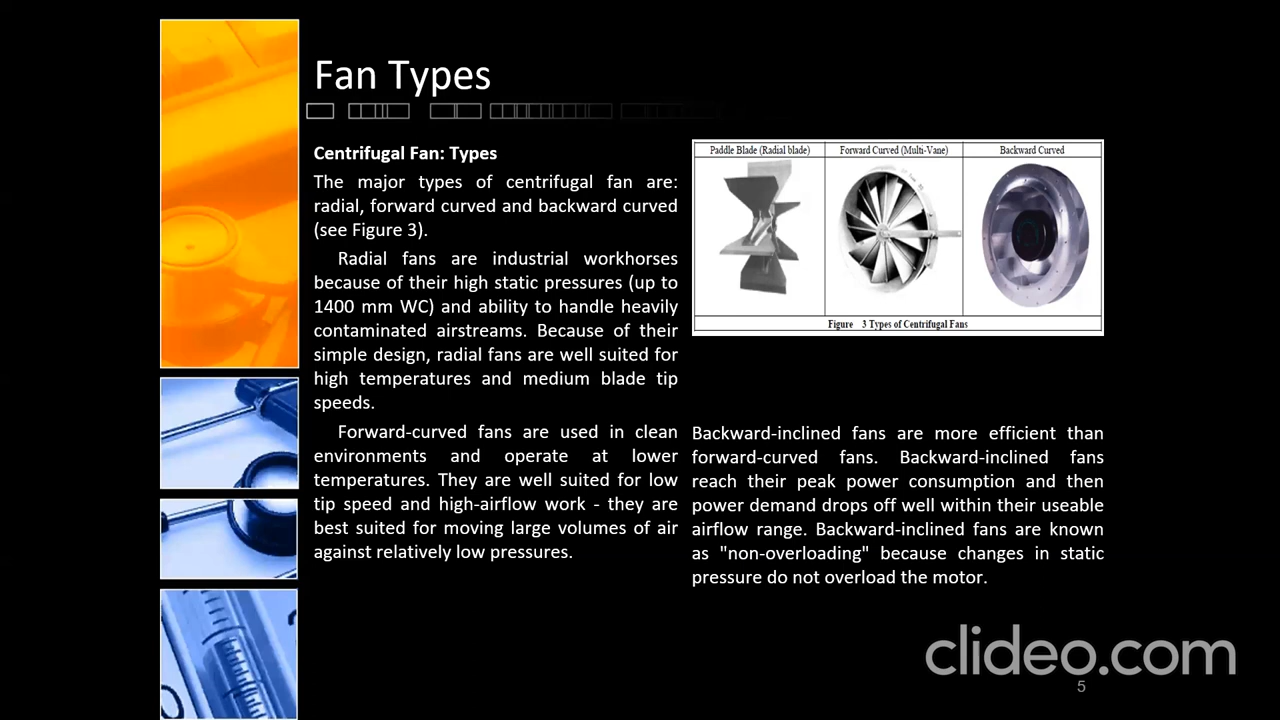 Fan Types
Centrifugal Fan: Types
The major types of centrifugal fan are:
radial, forward curved and backward curved
(see Figure 3).
Radial fans are industrial workhorses
because of their high static pressures (up to
1400 mm WC) and ability to handle heavily
contaminated airstreams. Because of their
simple design, radial fans are well suited for
high temperatures and medium blade tip
speeds.
Forward-curved fans are used in clean
environments and operate at lower
temperatures. They are well suited for low
tip speed and high-airflow work - they are
best suited for moving large volumes of air
against relatively low pressures.
Paddle Blade (Radial blade)
Forward Curved (Multi-Vane)
Backward Curved
Figure 3 Types of Centrifugal Fans
Backward-inclined fans are more efficient than
forward-curved fans. Backward-inclined fans
reach their peak power consumption and then
power demand drops off well within their useable
airflow range. Backward-inclined fans are known
as "non-overloading" because changes in static
pressure do not overload the motor.
clideo.com
5